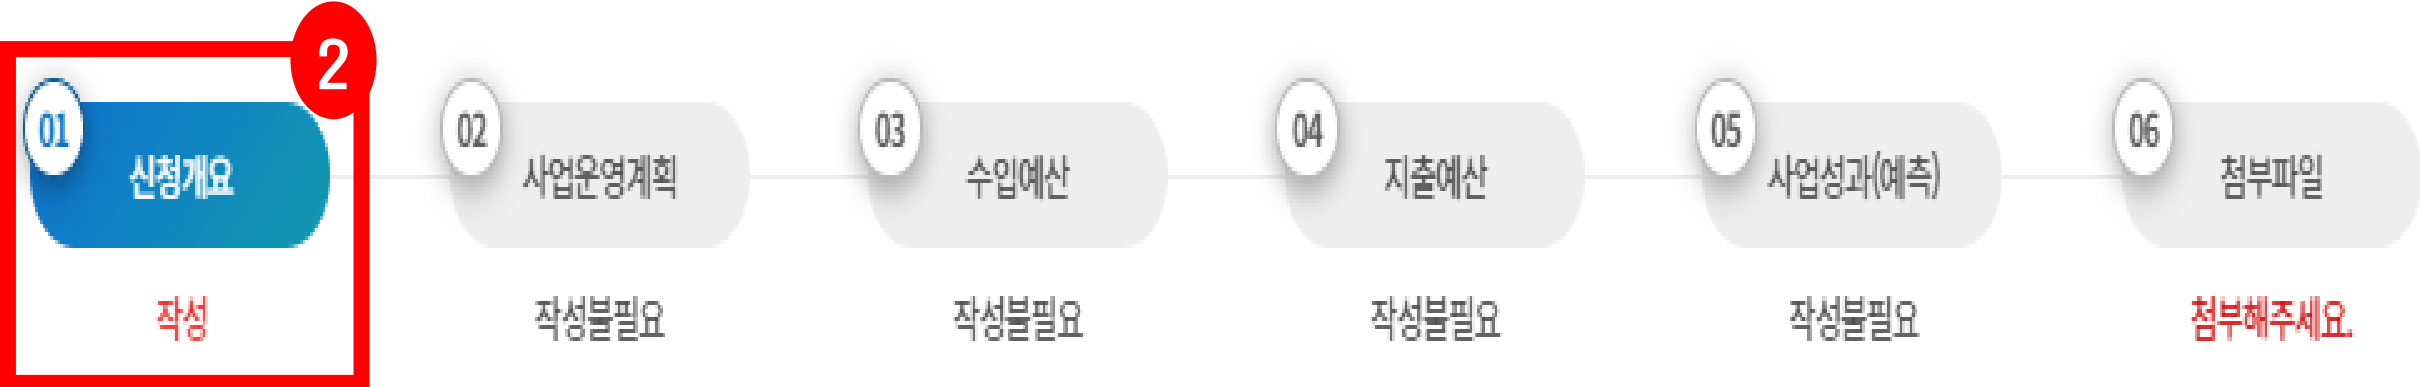 2
01 신청개요
02 사업운영계획
03 수입예산
04 지출예산
05 사업성과(예측)
06 첨부파일
작성
작성불필요
작성불필요
작성불필요
작성불필요
첨부해주세요.